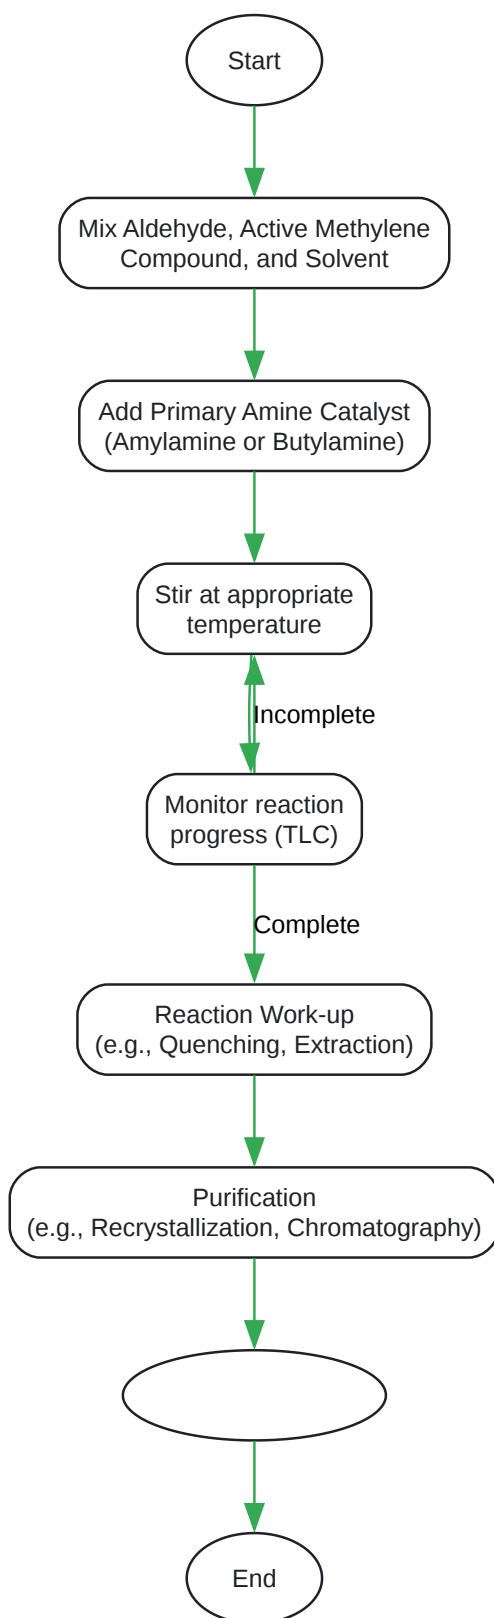 Start
Mix Aldehyde, Active Methylene
Compound, and Solvent
Add Primary Amine Catalyst
(Amylamine or Butylamine)
Stir at appropriate
temperature
Incomplete
Monitor reaction
progress (TLC)
Complete
Reaction Work-up
(e.g., Quenching, Extraction)
Purification
(e.g., Recrystallization, Chromatography)
End